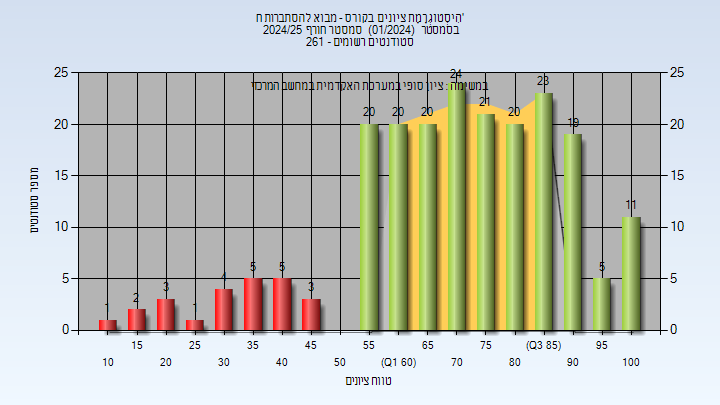 היסטוגרמת ציונים בקורס - מבוא להסתברות ח'
בסמסטר (01/2024) סמסטר חורף 2024/25
סטודנטים רשומים - 261
במשימה : ציון סופי במערכת האקדמית במחשב המרכזי
מספר סטודנטים
25 20 15 10 5 0
25 20 15 10 5 0
1 2 3 1 4 5 5 3 20 20 20 24 21 20 23 19 5 11
15 25 35 45 55 65 75 (Q3 85) 95
10 20 30 40 50 (Q1 60) 70 80 90 100
טווח ציונים